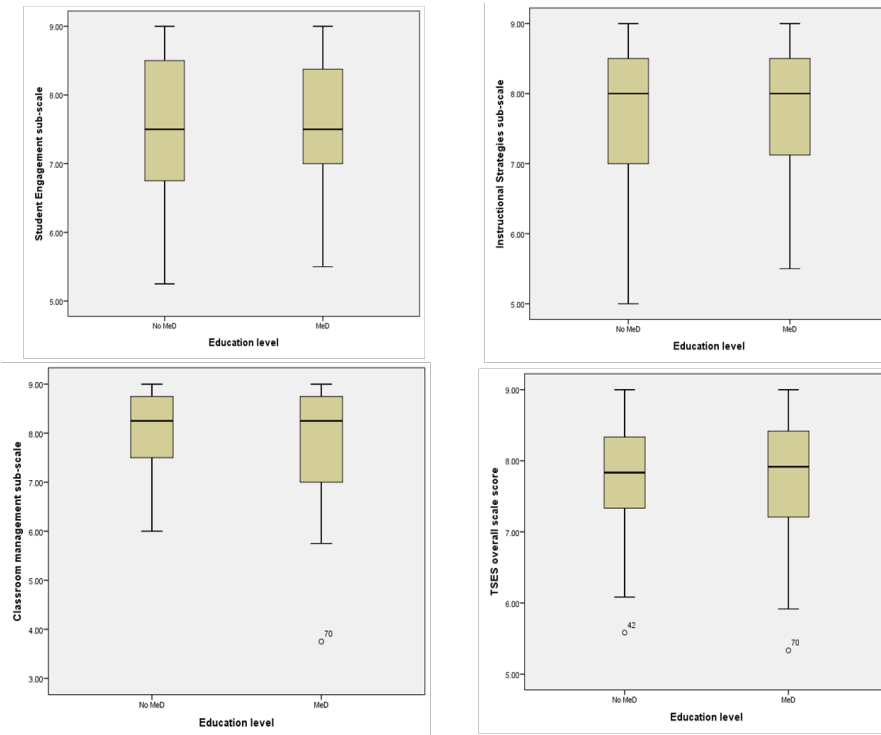 Student Engagement sub-scale
9.00
8.00
7.00
6.00
5.00
No MeD
MeD
Education level
Instructional Strategies sub-scale
9.00
8.00
7.00
6.00
5.00
No MeD
MeD
Education level
Classroom management sub-scale
9.00
8.00
7.00
6.00
5.00
4.00
3.00
70
No MeD
MeD
Education level
TSES overall scale score
9.00
8.00
7.00
6.00
5.00
42
70
No MeD
MeD
Education level